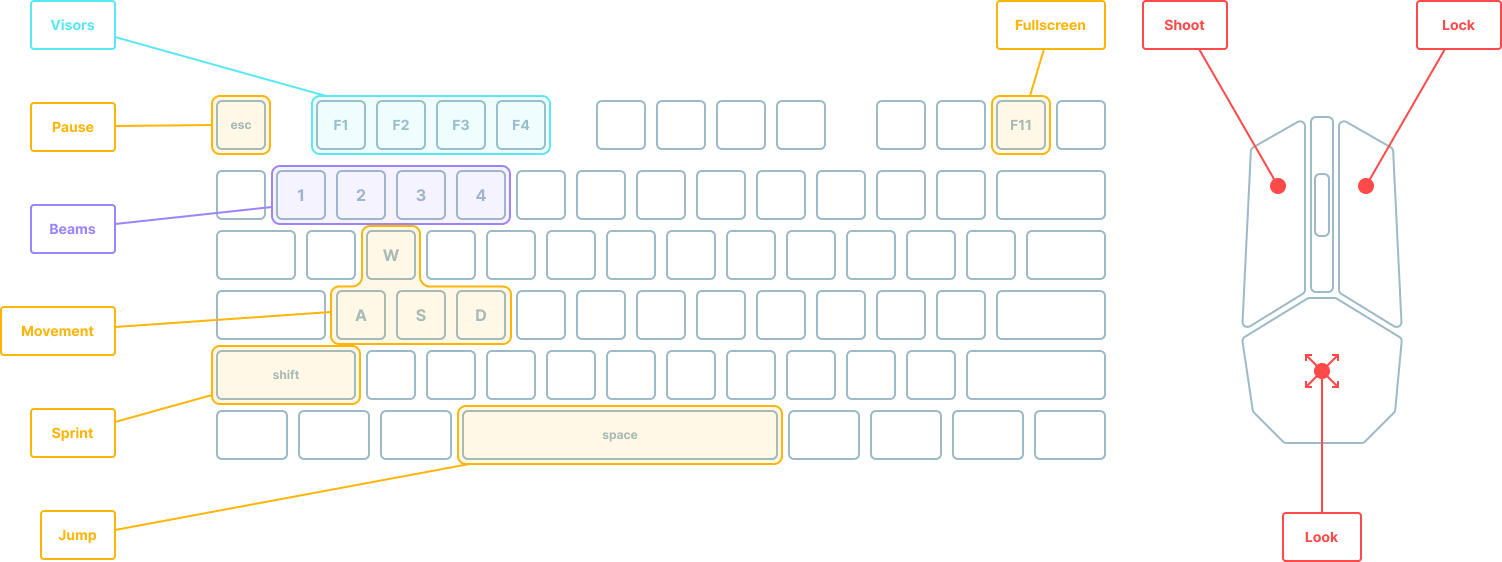 Visors
Fullscreen
Shoot
Lock
Pause
esc
F1
F2
F3
F4
F11
Beams
1
2
3
4
W
Movement
A
S
D
Sprint
shift
space
Jump
Look